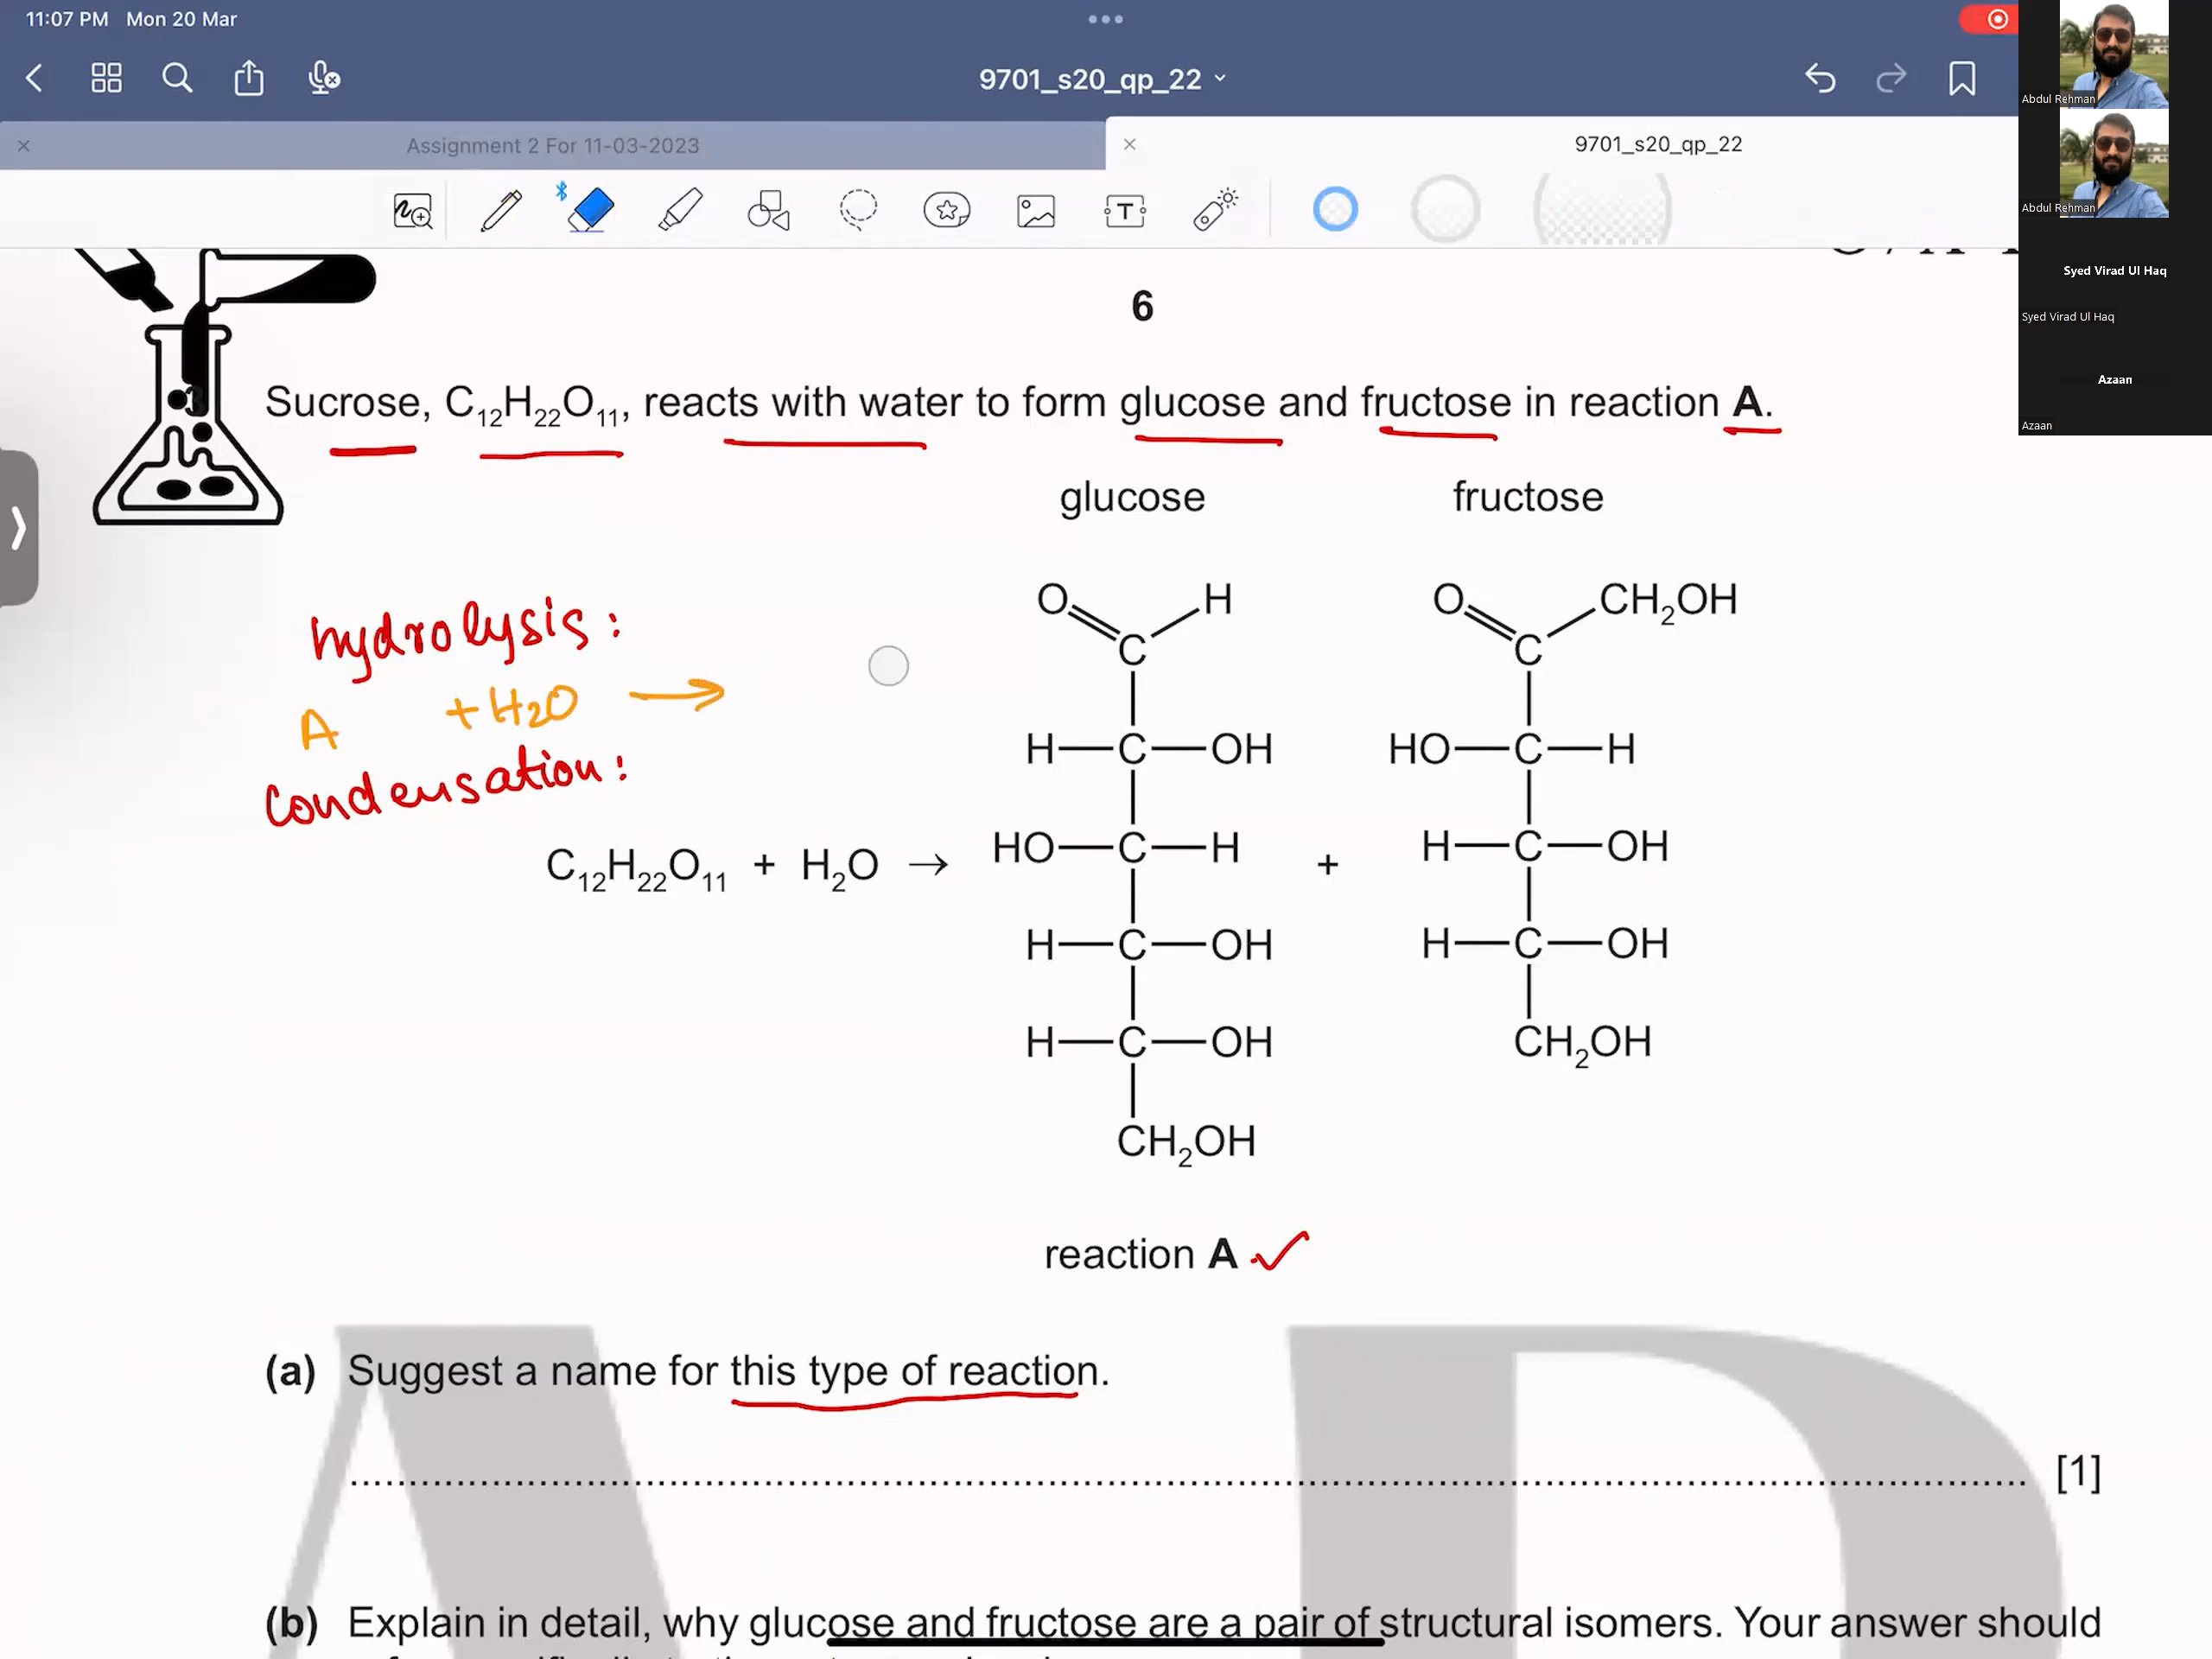 11:07 PM Mon 20 Mar
9701_s20_qp_22
Assignment 2 For 11-03-2023
9701_s20_qp_22
T
Abdul Rehman
Abdul Rehman
Syed Virad Ul Haq
Syed Virad Ul Haq
Azaan
Azaan
6
3 Sucrose, C12H22O11, reacts with water to form glucose and fructose in reaction A.
glucose fructose
hydrolysis:
A + H2O →
Condensation:
O H O CH2OH
C C
H—C—OH HO—C—H
HO—C—H H—C—OH
C12H22O11 + H2O → +
H—C—OH H—C—OH
H—C—OH CH2OH
CH2OH
reaction A ✓
(a) Suggest a name for this type of reaction.
[1]
(b) Explain in detail, why glucose and fructose are a pair of structural isomers. Your answer should